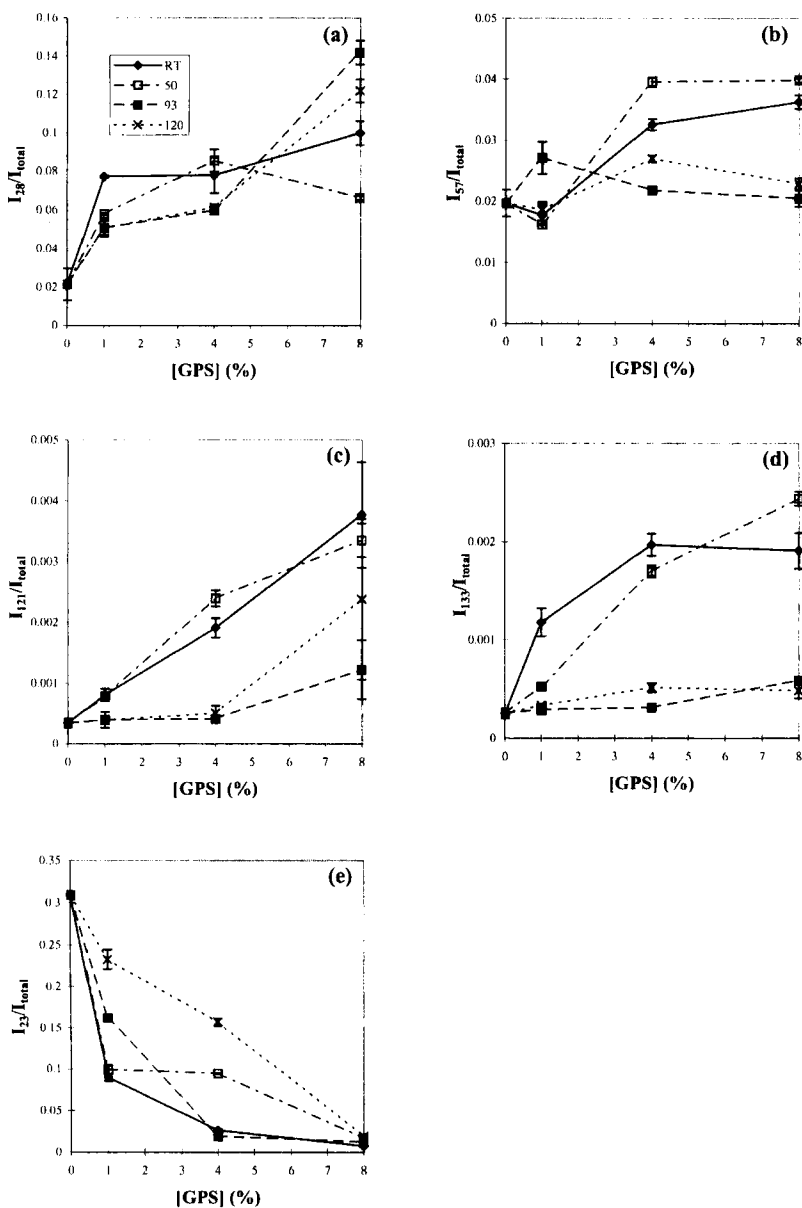 (a)
I28/Itotal
0.16
0.14
0.12
0.1
0.08
0.06
0.04
0.02
0
RT
50
93
120
0 1 2 3 4 5 6 7 8
[GPS] (%)
(b)
I57/Itotal
0.05
0.04
0.03
0.02
0.01
0
0 1 2 3 4 5 6 7 8
[GPS] (%)
(c)
I121/Itotal
0.005
0.004
0.003
0.002
0.001
0
0 1 2 3 4 5 6 7 8
[GPS] (%)
(d)
I133/Itotal
0.003
0.002
0.001
0
0 1 2 3 4 5 6 7 8
[GPS] (%)
(e)
I23/Itotal
0.35
0.3
0.25
0.2
0.15
0.1
0.05
0
0 1 2 3 4 5 6 7 8
[GPS] (%)